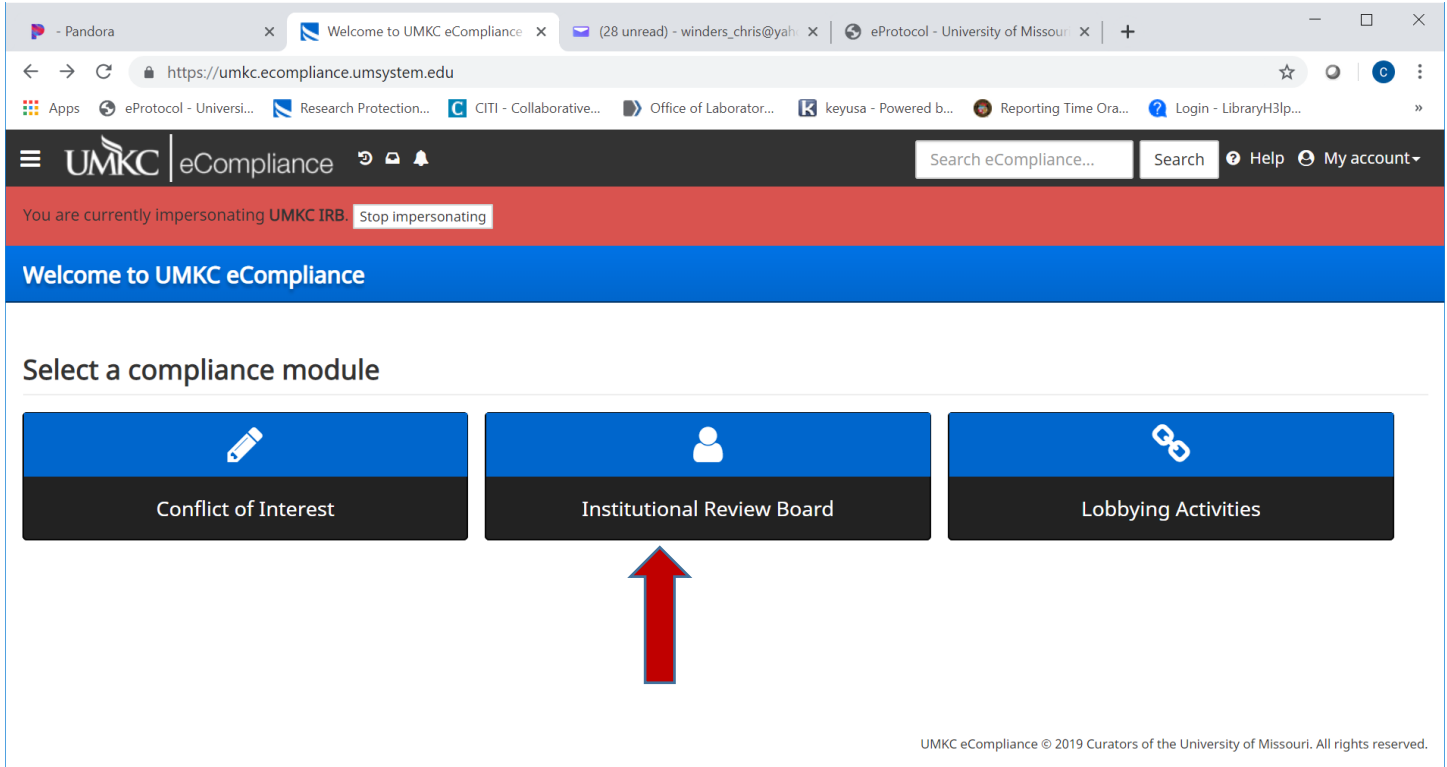 - Pandora
Welcome to UMKC eCompliance
(28 unread) - winders_chris@yah
eProtocol - University of Missouri
https://umkc.ecompliance.umsystem.edu
C
Apps
eProtocol - Universi...
Research Protection...
C
CITI - Collaborative...
Office of Laborator...
K
keyusa - Powered b...
Reporting Time Ora...
Login - LibraryH3lp...
»
UMKC eCompliance
Search eCompliance...
Search
Help
My account
You are currently impersonating UMKC IRB. Stop impersonating
Welcome to UMKC eCompliance
Select a compliance module
Conflict of Interest
Institutional Review Board
Lobbying Activities
UMKC eCompliance © 2019 Curators of the University of Missouri. All rights reserved.